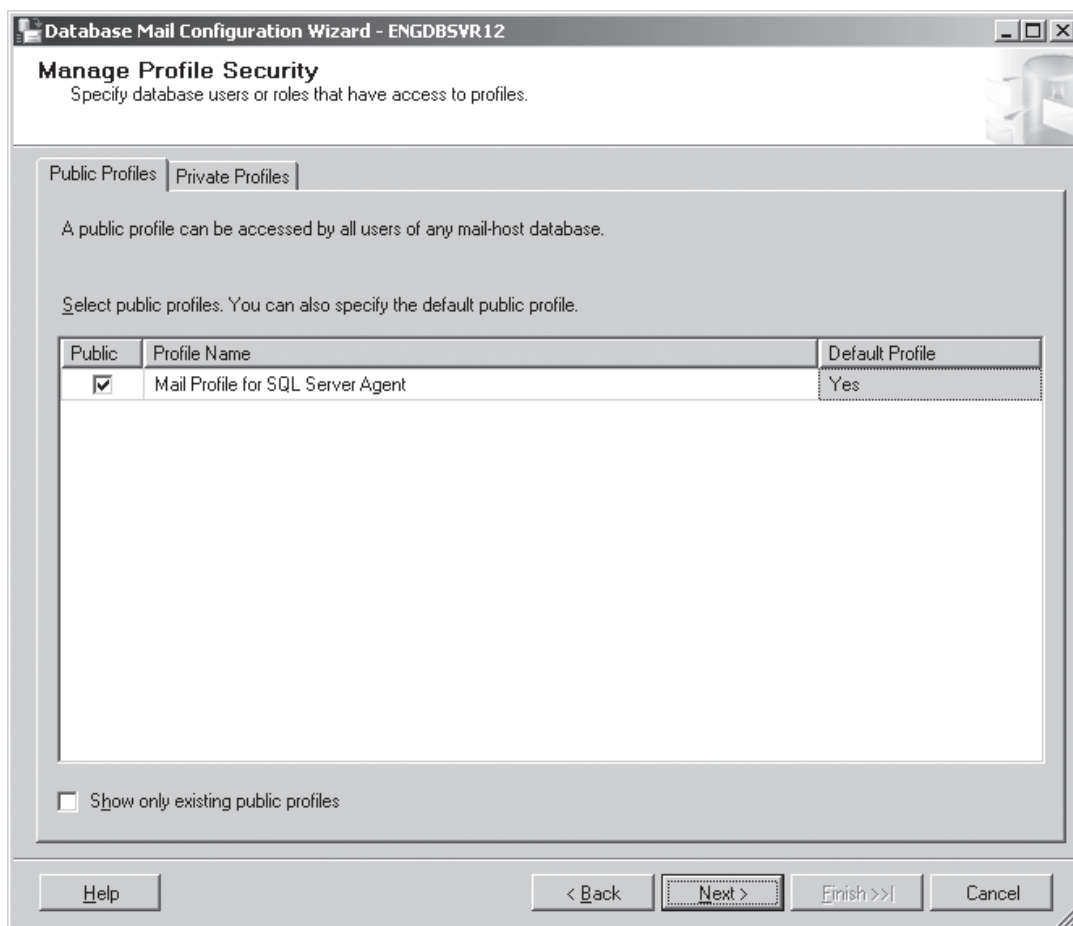 Database Mail Configuration Wizard - ENGDBSVR12
Manage Profile Security
Specify database users or roles that have access to profiles.
Public Profiles
Private Profiles
A public profile can be accessed by all users of any mail-host database.
Select public profiles. You can also specify the default public profile.
Public Profile Name Default Profile
Mail Profile for SQL Server Agent Yes
Show only existing public profiles
Help < Back Next > Finish >>| Cancel